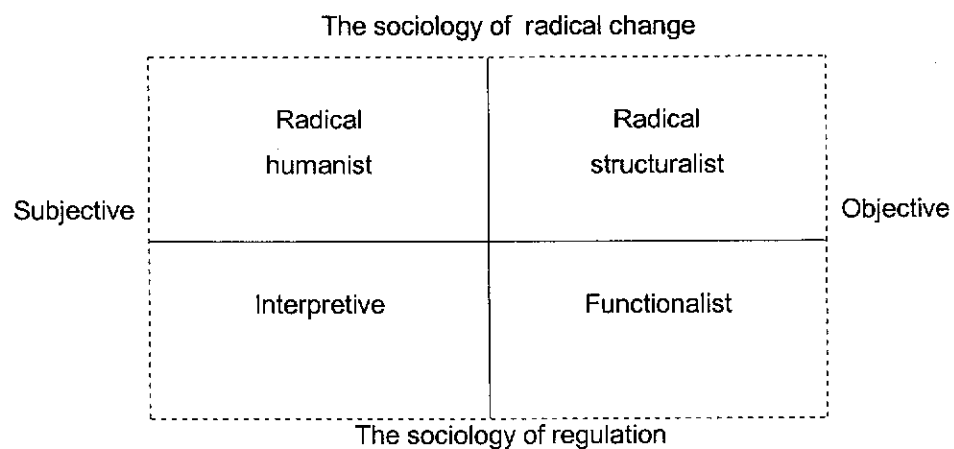 The sociology of radical change
Radical
humanist
Radical
structuralist
Subjective
Objective
Interpretive
Functionalist
The sociology of regulation